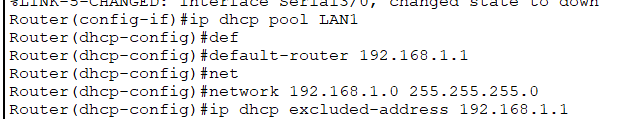 %LINK-5-CHANGED: Interface Serial3/0, changed state to down
Router(config-if)#ip dhcp pool LAN1
Router(dhcp-config)#def
Router(dhcp-config)#default-router 192.168.1.1
Router(dhcp-config)#net
Router(dhcp-config)#network 192.168.1.0 255.255.255.0
Router(dhcp-config)#ip dhcp excluded-address 192.168.1.1